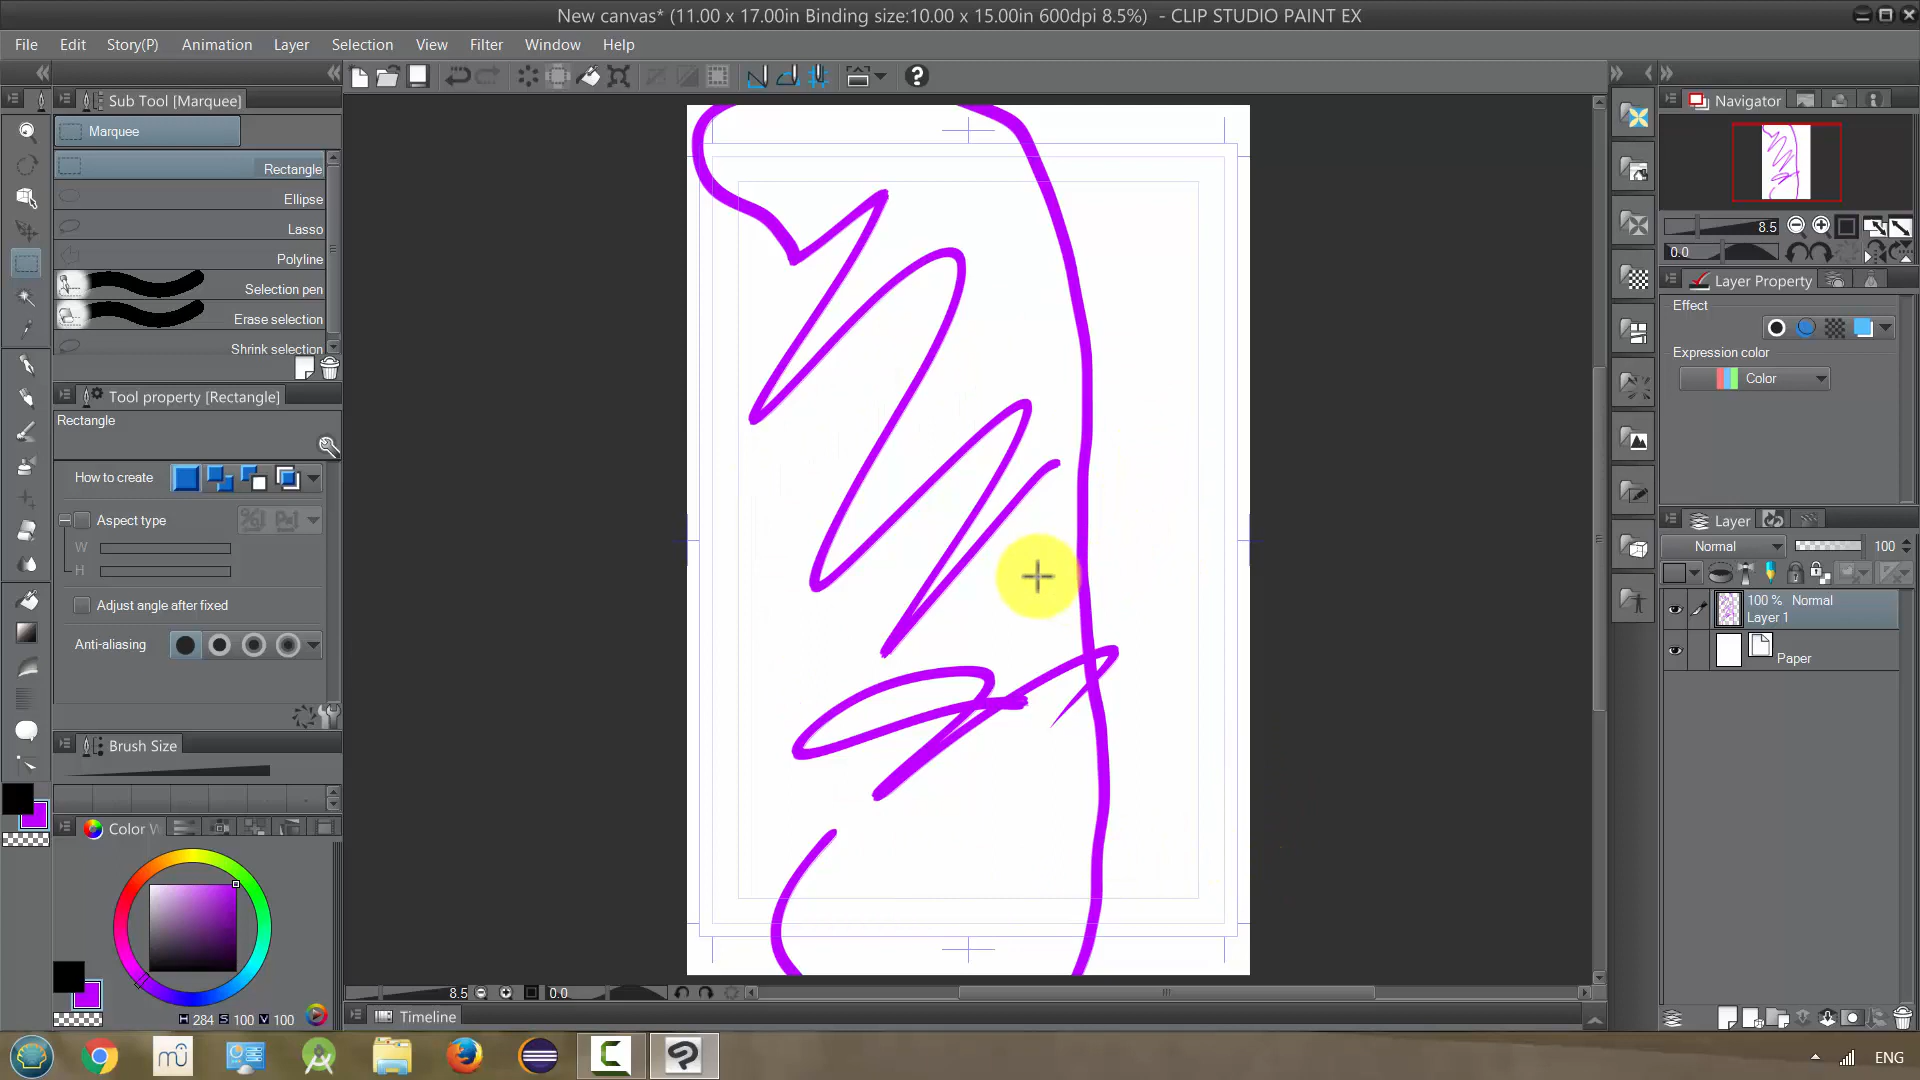 New canvas* (11.00 x 17.00in Binding size:10.00 x 15.00in 600dpi 8.5%) - CLIP STUDIO PAINT EX
File Edit Story(P) Animation Layer Selection View Filter Window Help
Sub Tool [Marquee]
Marquee
Rectangle
Ellipse
Lasso
Polyline
Selection pen
Erase selection
Shrink selection
Tool property [Rectangle]
Rectangle
How to create
Aspect type
W
H
Adjust angle after fixed
Anti-aliasing
Brush Size
Color W
H 284 S 100 V 100
8.5 0.0
Timeline
Navigator
8.5
0.0
Layer Property
Effect
Expression color
Color
Layer
Normal 100
100 % Normal
Layer 1
Paper
ENG